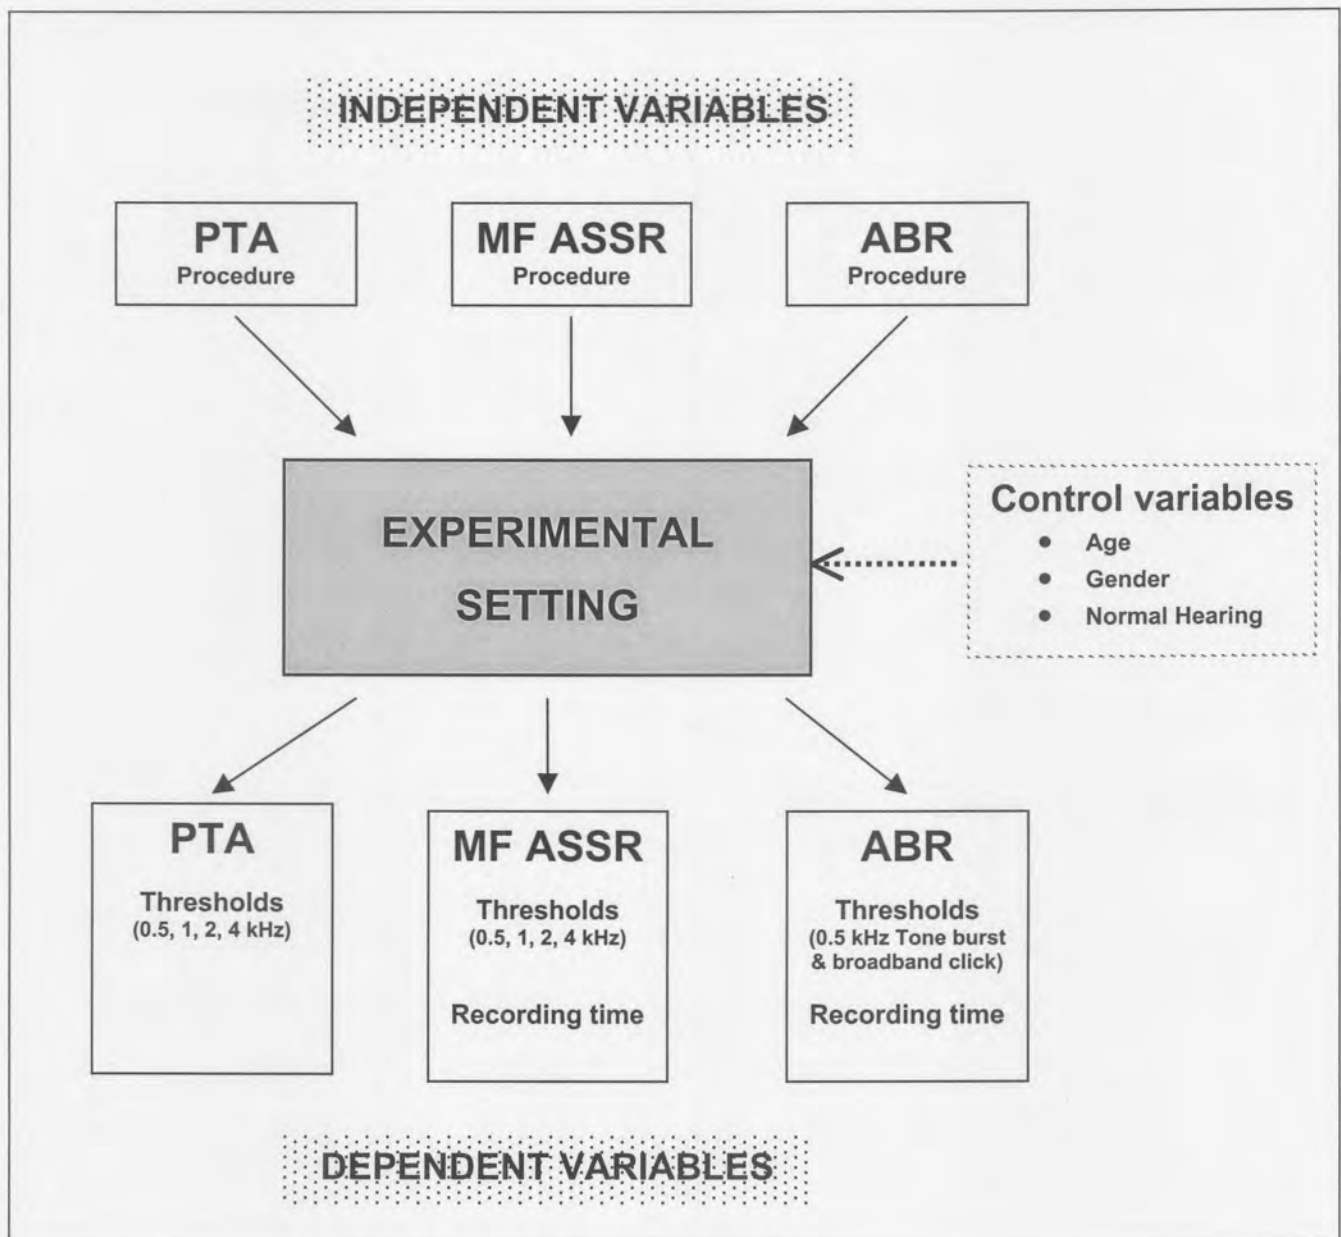 INDEPENDENT VARIABLES
PTA
Procedure
MF ASSR
Procedure
ABR
Procedure
EXPERIMENTAL
SETTING
Control variables
● Age
● Gender
● Normal Hearing
PTA
Thresholds
(0.5, 1, 2, 4 kHz)
MF ASSR
Thresholds
(0.5, 1, 2, 4 kHz)
Recording time
ABR
Thresholds
(0.5 kHz Tone burst
& broadband click)
Recording time
DEPENDENT VARIABLES